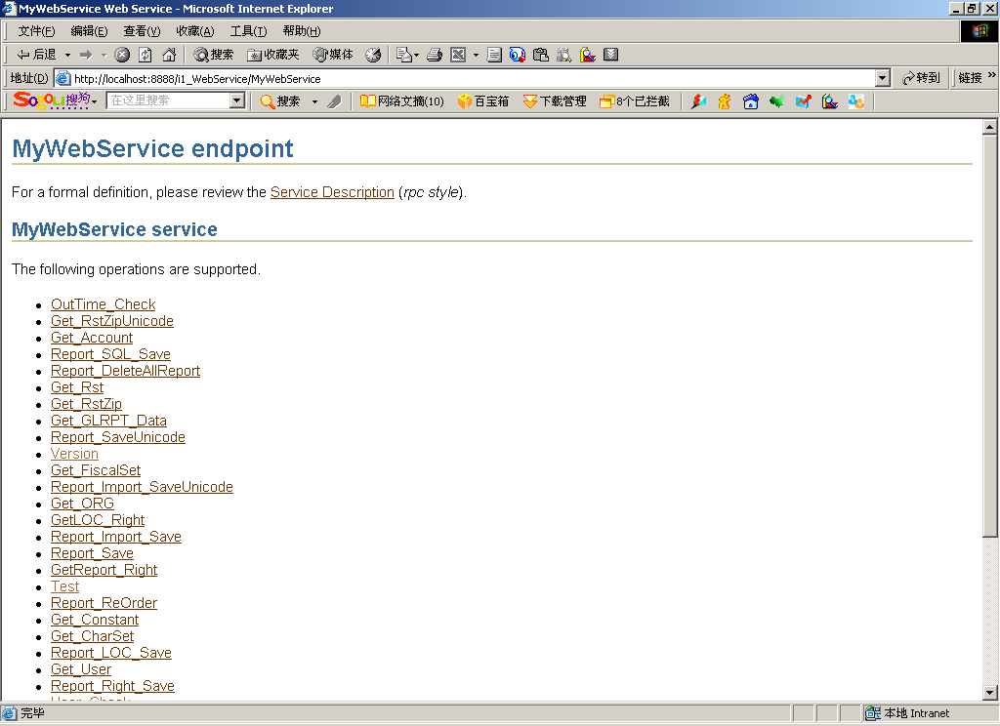 MyWebService Web Service - Microsoft Internet Explorer
文件(F) 编辑(E) 查看(V) 收藏(A) 工具(T) 帮助(H)
后退 搜索 收藏夹 媒体
地址(D) http://localhost:8888/i1_WebService/MyWebService 转到 链接 »
Sogou搜狗 在这里搜索 搜索 网络文摘(10) 百宝箱 下载管理 8个已拦截
MyWebService endpoint
For a formal definition, please review the Service Description (rpc style).
MyWebService service
The following operations are supported.
OutTime_Check
Get_RstZipUnicode
Get_Account
Report_SQL_Save
Report_DeleteAllReport
Get_Rst
Get_RstZip
Get_GLRPT_Data
Report_SaveUnicode
Version
Get_FiscalSet
Report_Import_SaveUnicode
Get_ORG
GetLOC_Right
Report_Import_Save
Report_Save
GetReport_Right
Test
Report_ReOrder
Get_Constant
Get_CharSet
Report_LOC_Save
Get_User
Report_Right_Save
User_Check
完毕 本地 Intranet